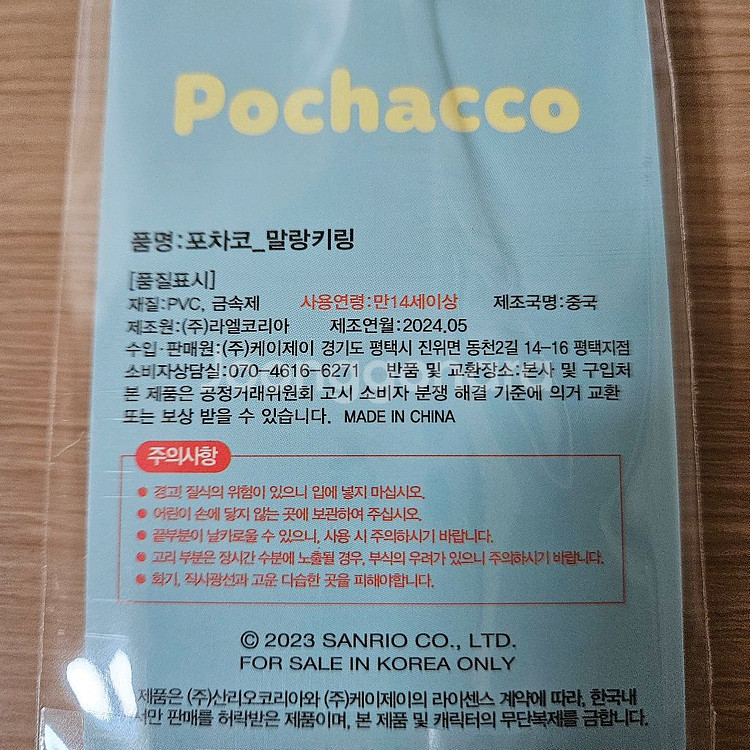 Pochacco
품명:포차코_말랑키링
[품질표시]
재질:PVC, 금속제 사용연령:만14세이상 제조국명:중국
제조원:(주)라엘코리아 제조연월:2024.05
수입·판매원:(주)케이제이 경기도 평택시 진위면 동천2길 14-16 평택지점
소비자상담실:070-4616-6271 반품 및 교환장소:본사 및 구입처
본 제품은 공정거래위원회 고시 소비자 분쟁 해결 기준에 의거 교환
또는 보상 받을 수 있습니다. MADE IN CHINA
주의사항
● 경고! 질식의 위험이 있으니 입에 넣지 마십시오.
● 어린이 손에 닿지 않는 곳에 보관하여 주십시오.
● 끝부분이 날카로울 수 있으니, 사용 시 주의하시기 바랍니다.
● 고리 부분은 장시간 수분에 노출될 경우, 부식의 우려가 있으니 주의하시기 바랍니다.
● 화기, 직사광선과 고온 다습한 곳을 피해야합니다.
© 2023 SANRIO CO., LTD.
FOR SALE IN KOREA ONLY
제품은 (주)산리오코리아와 (주)케이제이의 라이센스 계약에 따라, 한국내
서만 판매를 허락받은 제품이며, 본 제품 및 캐릭터의 무단복제를 금합니다.